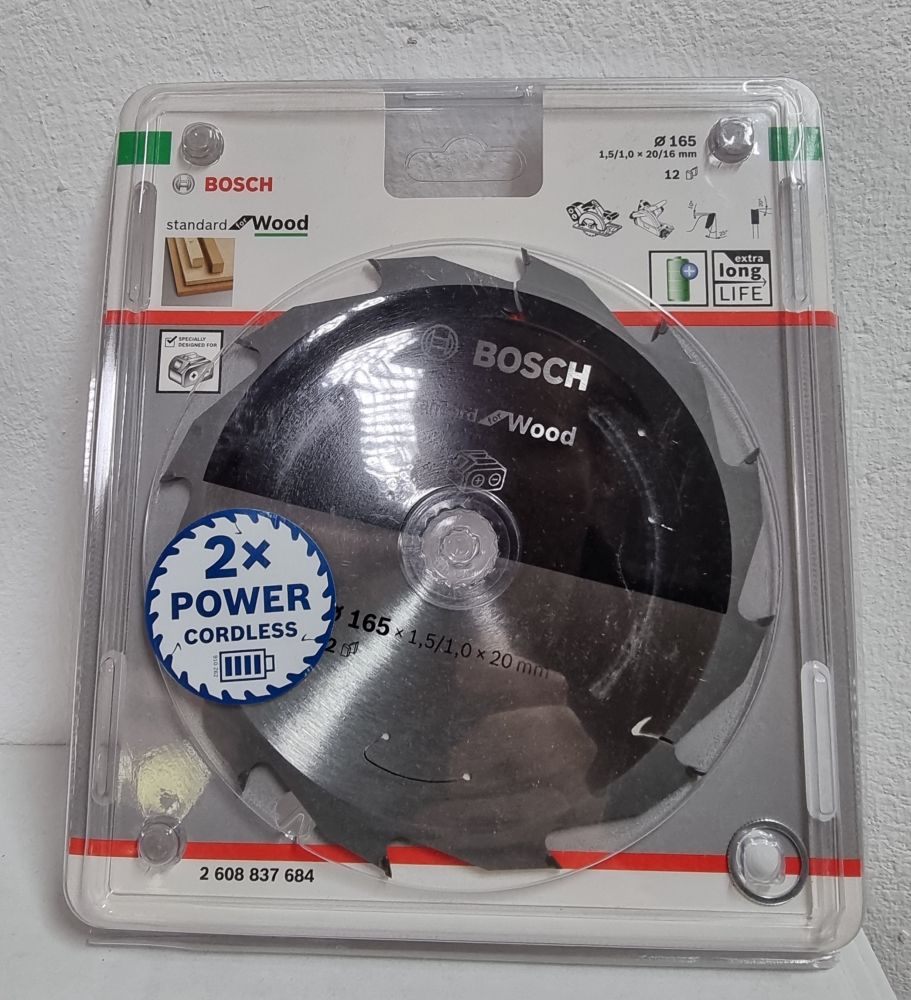 Ø 165
1,5/1,0 × 20/16 mm
12
BOSCH
standard for Wood
extra
long
LIFE
SPECIALLY
DESIGNED FOR
BOSCH
for Wood
2×
POWER
CORDLESS
165 × 1,5/1,0 × 20 mm
2 608 837 684